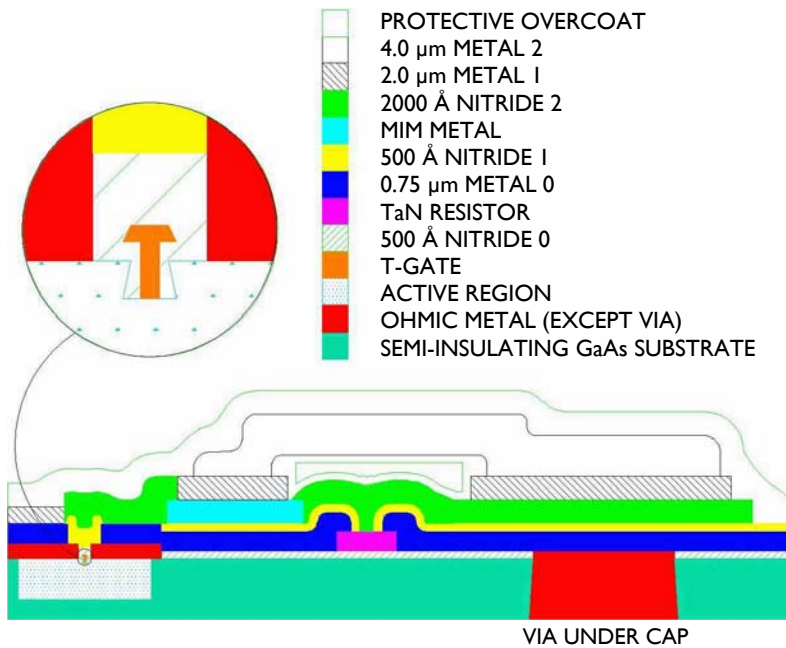 PROTECTIVE OVERCOAT
4.0 µm METAL 2
2.0 µm METAL 1
2000 Å NITRIDE 2
MIM METAL
500 Å NITRIDE 1
0.75 µm METAL 0
TaN RESISTOR
500 Å NITRIDE 0
T-GATE
ACTIVE REGION
OHMIC METAL (EXCEPT VIA)
SEMI-INSULATING GaAs SUBSTRATE
VIA UNDER CAP